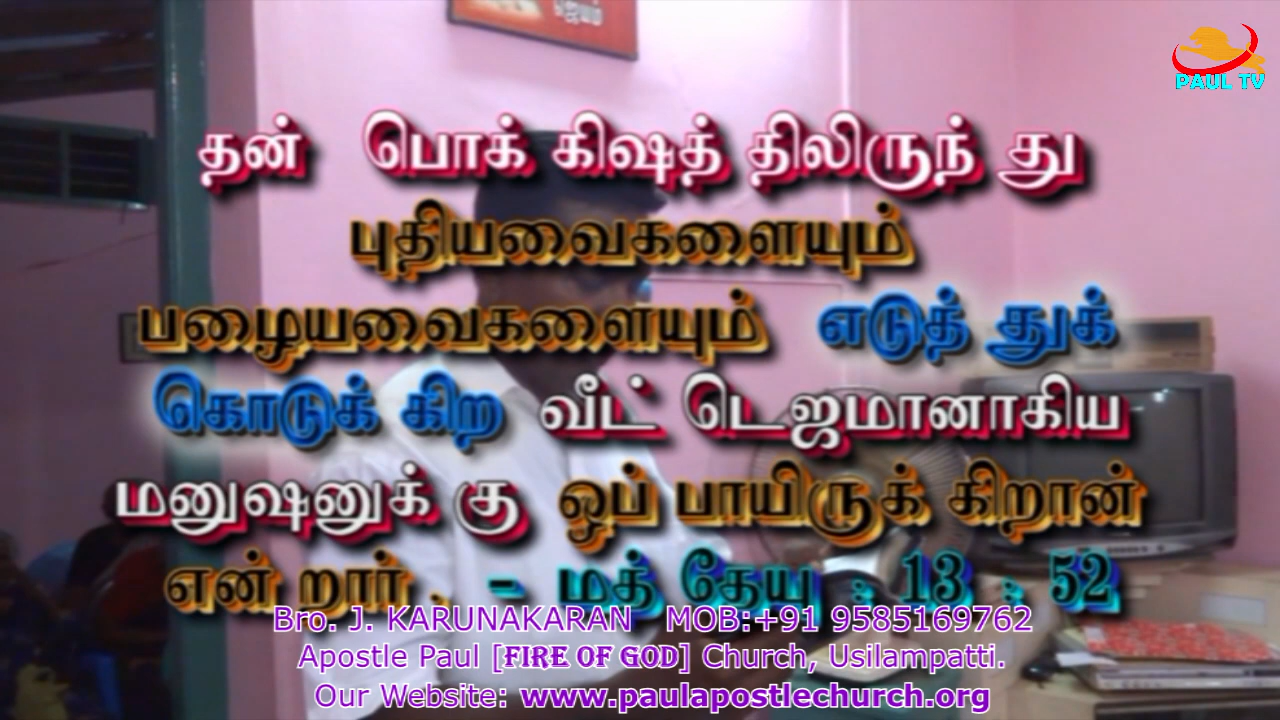 ஜெயம்
PAUL TV
தன் பொக்கிஷத்திலிருந்து
புதியவைகளையும்
பழையவைகளையும் எடுத்துக்
கொடுக்கிற வீட்டெஜமானாகிய
மனுஷனுக்கு ஒப்பாயிருக்கிறான்
என்றார். - மத்தேயு : 13 : 52
Bro. J. KARUNAKARAN MOB:+91 9585169762
Apostle Paul [FIRE OF GOD] Church, Usilampatti.
Our Website: www.paulapostlechurch.org